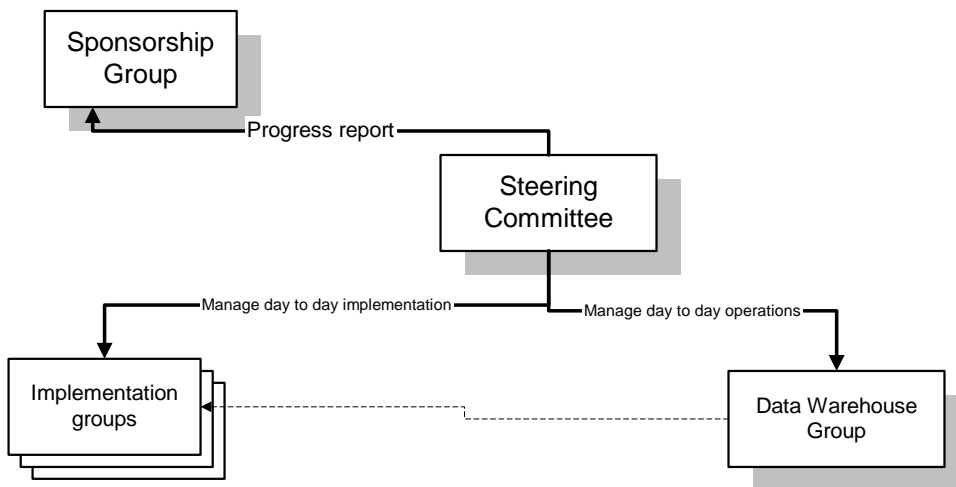 Sponsorship
Group
Progress report
Steering
Committee
Manage day to day implementation
Manage day to day operations
Implementation
groups
Data Warehouse
Group